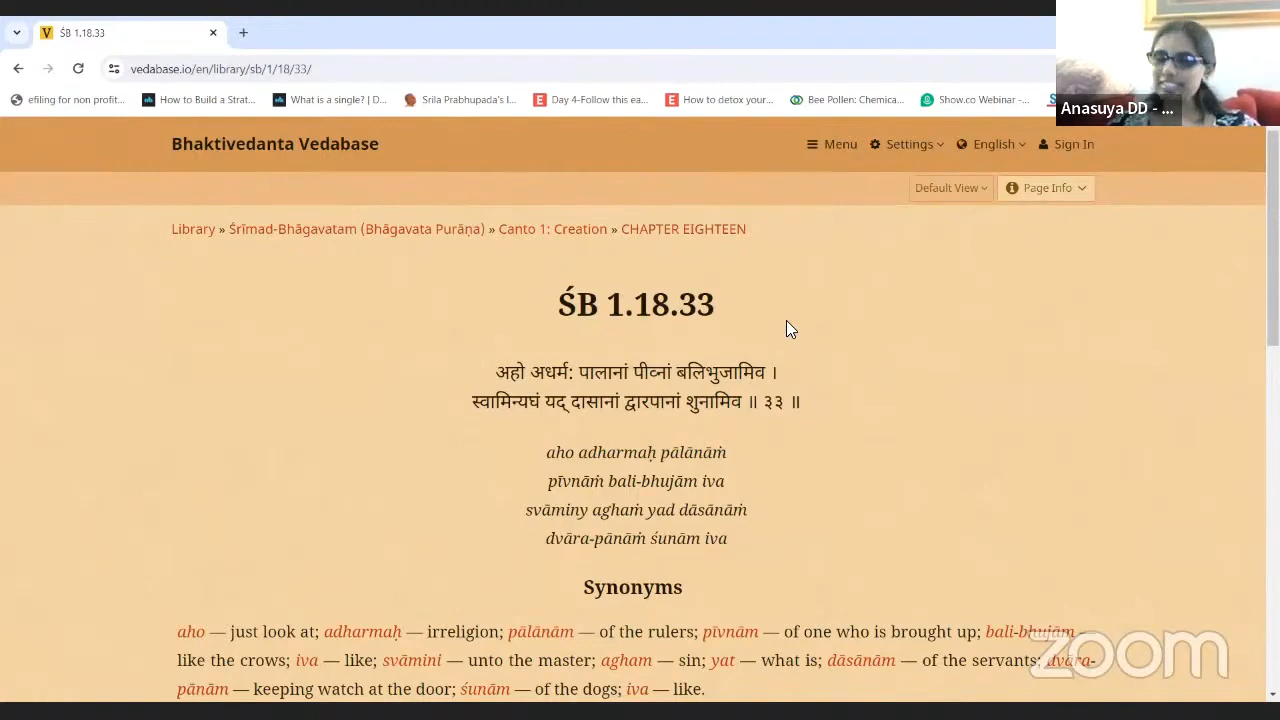 ŚB 1.18.33
vedabase.io/en/library/sb/1/18/33/
efiling for non profit...
How to Build a Strat...
What is a singl? | D...
Srila Prabhupada's l...
Day 4-Follow this ea...
How to detox your...
Bee Pollen: Chemica...
Show.co Webinar -...
Anasuya DD - ...
Bhaktivedanta Vedabase
Menu Settings English Sign In
Default View Page Info
Library » Śrīmad-Bhāgavatam (Bhāgavata Purāṇa) » Canto 1: Creation » CHAPTER EIGHTEEN
ŚB 1.18.33
अहो अधर्म: पालानां पीव्‍नां बलिभुजामिव ।
स्वामिन्यघं यद् दासानां द्वारपानां शुनामिव ॥ ३३ ॥
aho adharmaḥ pālānāṁ
pīvnāṁ bali-bhujām iva
svāminy aghaṁ yad dāsānāṁ
dvāra-pānāṁ śunām iva
Synonyms
aho — just look at; adharmaḥ — irreligion; pālānām — of the rulers; pīvnām — of one who is brought up; bali-bhujām —
like the crows; iva — like; svāmini — unto the master; agham — sin; yat — what is; dāsānām — of the servants; dvāra-
pānām — keeping watch at the door; śunām — of the dogs; iva — like.
zoom